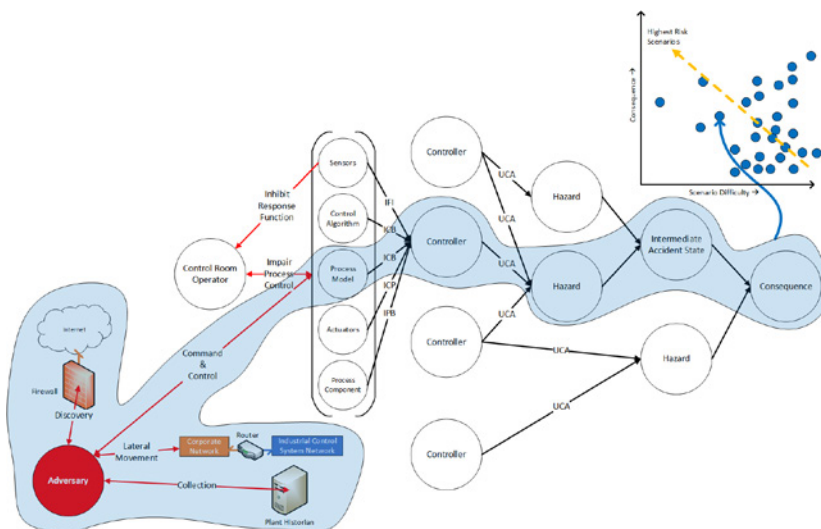 Highest Risk
Scenarios
Consequence →
Scenario Difficulty →
Sensors
Control
Algorithm
Process
Model
Actuators
Process
Component
Inhibit
Response
Function
Impair
Process
Control
Control Room
Operator
IFI
ICB
ICB
ICP
IPB
Controller
Controller
Controller
Controller
UCA
UCA
UCA
UCA
UCA
UCA
Hazard
Hazard
Hazard
Intermediate
Accident State
Consequence
Internet
Firewall
Discovery
Command
&
Control
Lateral
Movement
Corporate
Network
Router
Industrial Control
System Network
Adversary
Collection
Plant Historian